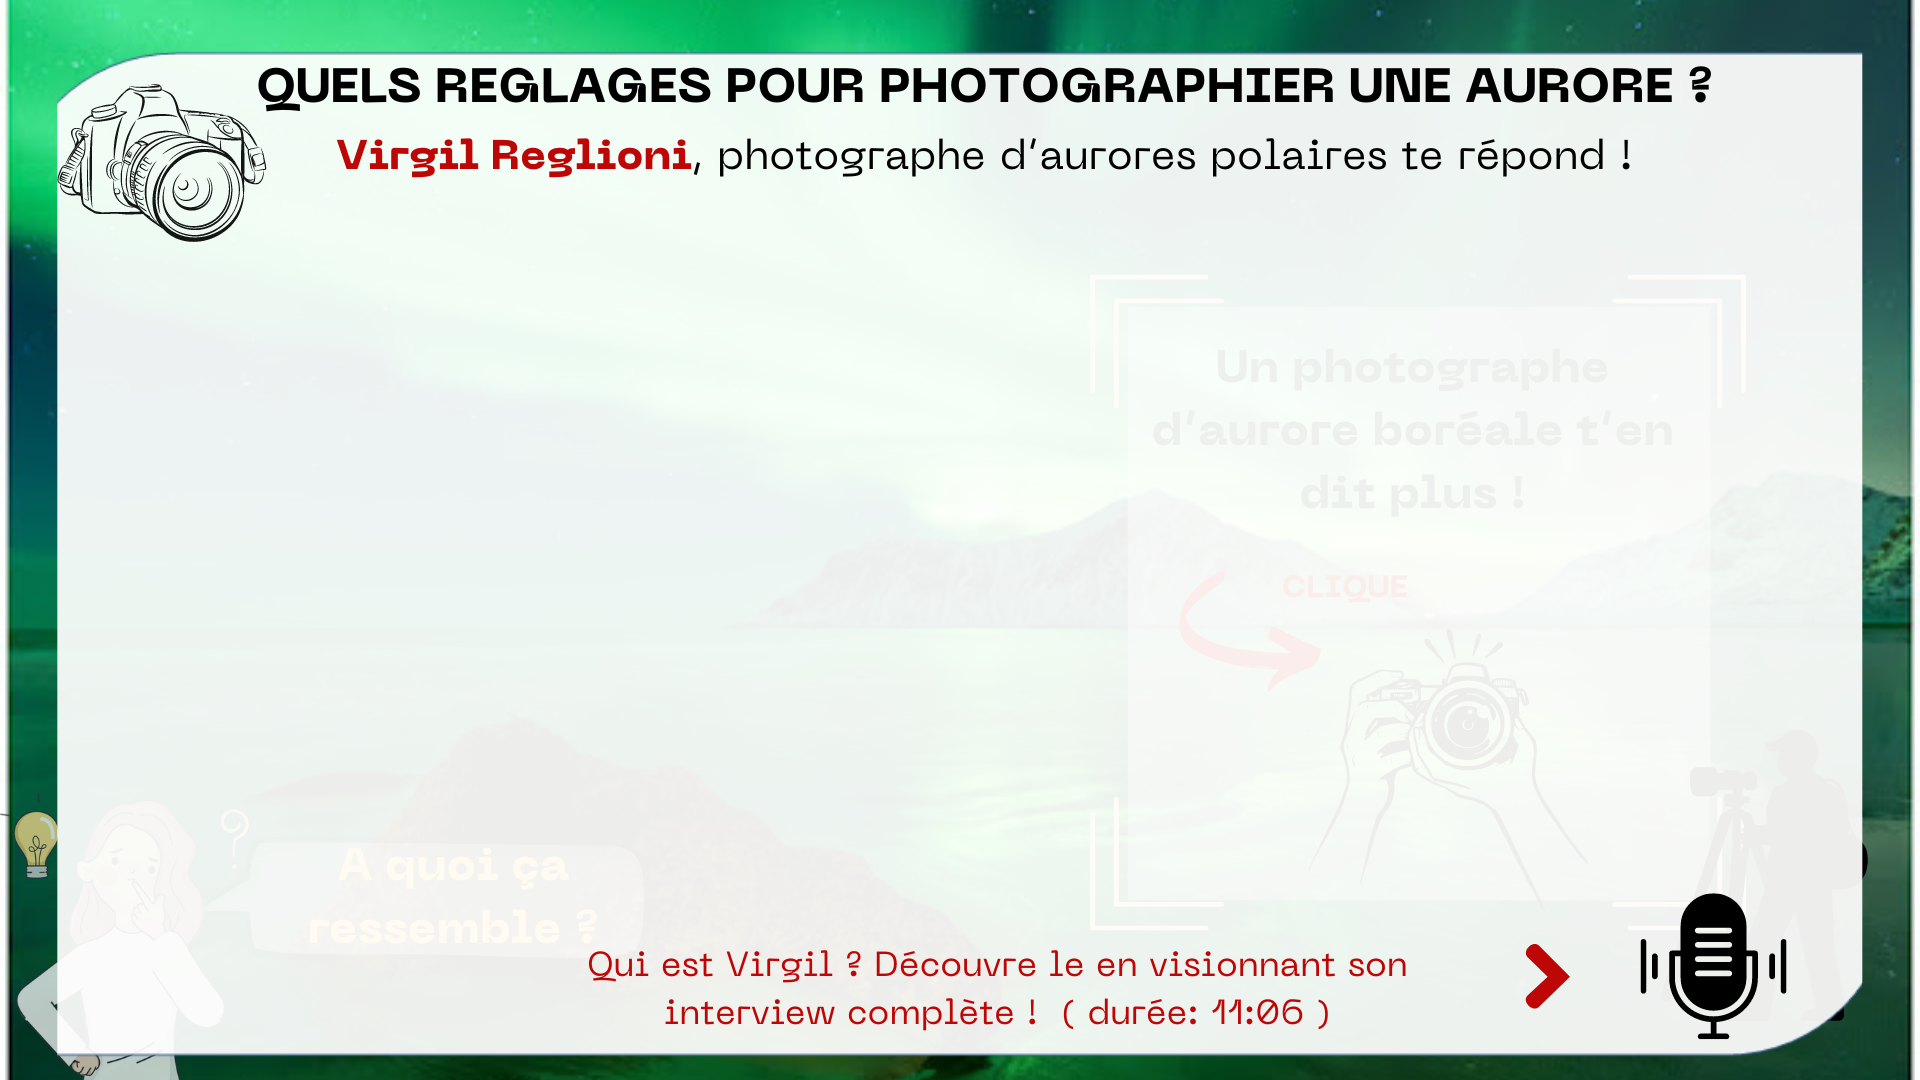 QUELS REGLAGES POUR PHOTOGRAPHIER UNE AURORE ?
Virgil Reglioni, photographe d'aurores polaires te répond !
Un photographe
d'aurore boréale t'en
dit plus !
CLIQUE
A quoi ça
ressemble ?
Qui est Virgil ? Découvre le en visionnant son
interview complète ! ( durée: 11:06 )